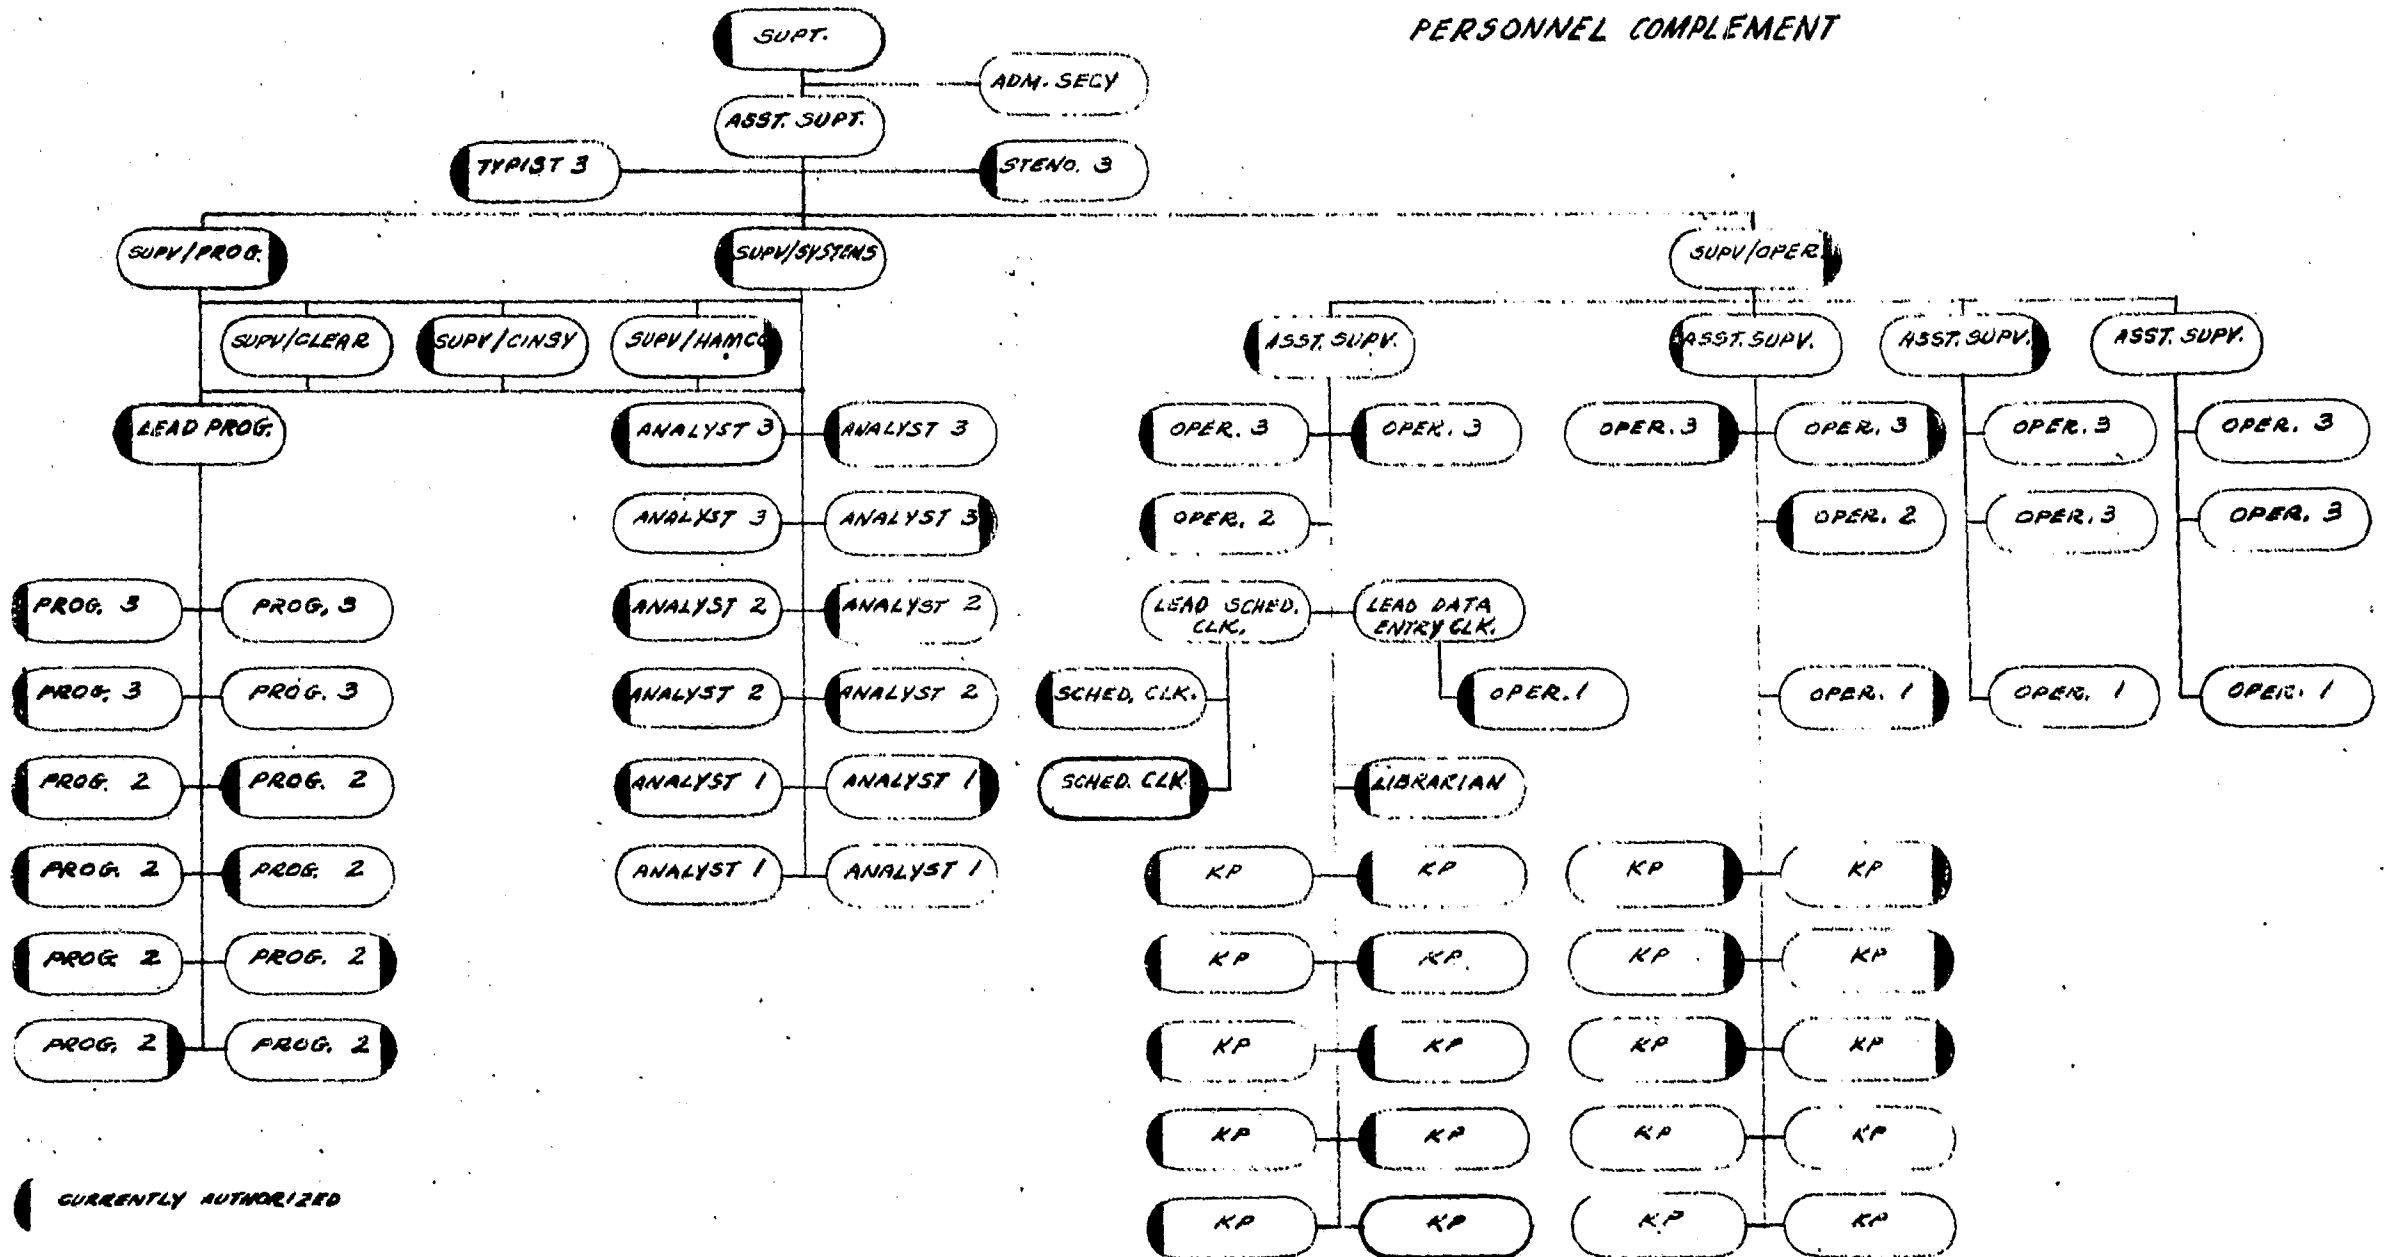 PERSONNEL COMPLEMENT
SUPT.
ADM. SECY
ASST. SUPT.
TYPIST 3
STENO. 3
SUPV/PROG.
SUPV/SYSTEMS
SUPV/OPER.
SUPV/CLEAR
SUPV/CINSY
SUPV/HAMCO
ASST. SUPV.
ASST. SUPV.
ASST. SUPV.
ASST. SUPV.
LEAD PROG.
ANALYST 3
ANALYST 3
OPER. 3
OPER. 3
OPER. 3
OPER. 3
OPER. 3
OPER. 3
ANALYST 3
ANALYST 3
OPER. 2
OPER. 2
OPER. 3
OPER. 3
PROG. 3
PROG. 3
ANALYST 2
ANALYST 2
LEAD SCHED.
CLK.
LEAD DATA
ENTRY CLK.
PROG. 3
PROG. 3
ANALYST 2
ANALYST 2
SCHED. CLK.
OPER. 1
OPER. 1
OPER. 1
OPER. 1
PROG. 2
PROG. 2
ANALYST 1
ANALYST 1
SCHED. CLK.
LIBRARIAN
PROG. 2
PROG. 2
ANALYST 1
ANALYST 1
KP
KP
KP
KP
PROG 2
PROG. 2
KP
KP
KP
KP
PROG. 2
PROG. 2
KP
KP
KP
KP
KP
KP
KP
KP
CURRENTLY AUTHORIZED
KP
KP
KP
KP